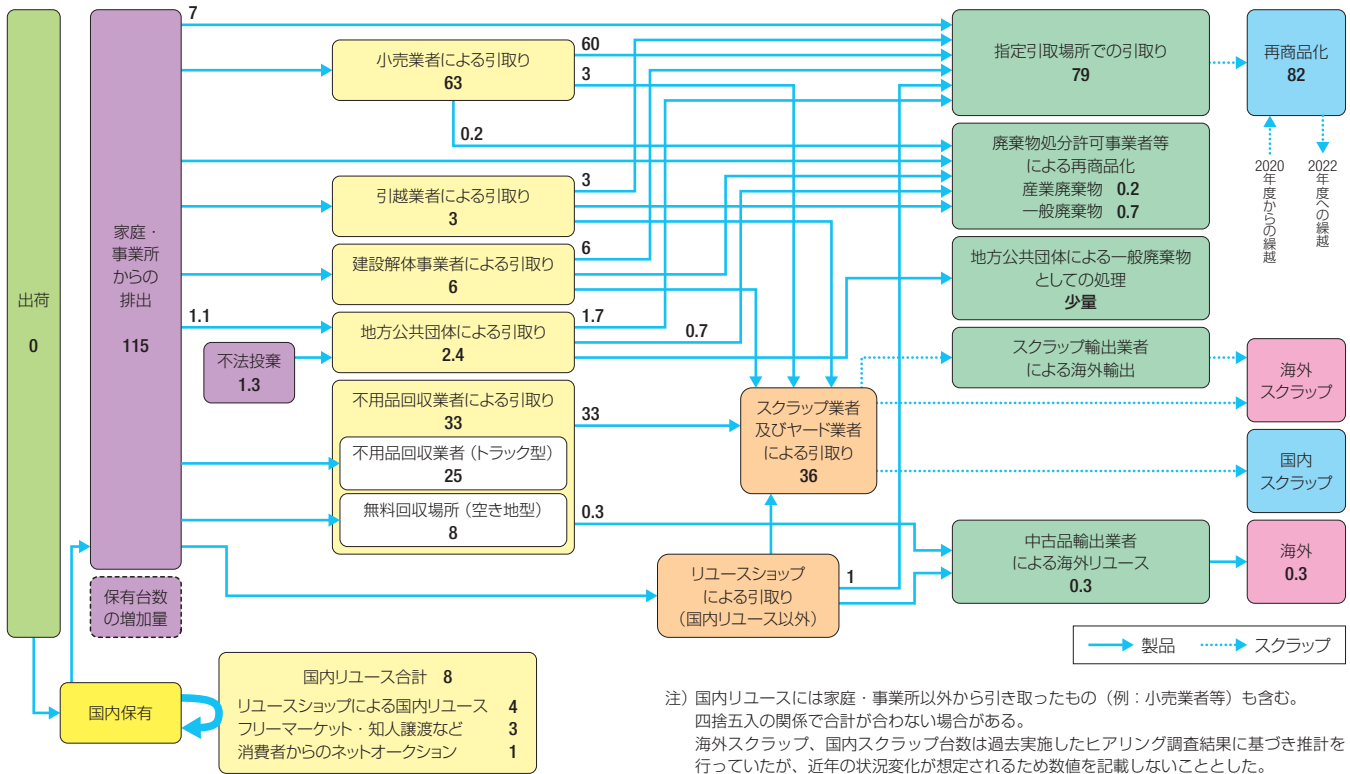 出荷
0
家庭・
事業所
からの
排出
115
保有台数
の増加量
国内保有
7
小売業者による引取り
63
60
3
0.2
引越業者による引取り
3
3
建設解体事業者による引取り
6
6
1.1
地方公共団体による引取り
2.4
1.7
0.7
不法投棄
1.3
不用品回収業者による引取り
33
33
不用品回収業者（トラック型）
25
無料回収場所（空き地型）
8
0.3
スクラップ業者
及びヤード業者
による引取り
36
リユースショップ
による引取り
（国内リユース以外）
1
指定引取場所での引取り
79
廃棄物処分許可事業者等
による再商品化
産業廃棄物 0.2
一般廃棄物 0.7
地方公共団体による一般廃棄物
としての処理
少量
スクラップ輸出業者
による海外輸出
中古品輸出業者
による海外リユース
0.3
再商品化
82
2020
年度からの繰越
2022
年度への繰越
海外
スクラップ
国内
スクラップ
海外
0.3
製品
スクラップ
国内リユース合計 8
リユースショップによる国内リユース 4
フリーマーケット・知人譲渡など 3
消費者からのネットオークション 1
注）国内リユースには家庭・事業所以外から引き取ったもの（例：小売業者等）も含む。
四捨五入の関係で合計が合わない場合がある。
海外スクラップ、国内スクラップ台数は過去実施したヒアリング調査結果に基づき推計を
行っていたが、近年の状況変化が想定されるため数値を記載しないこととした。